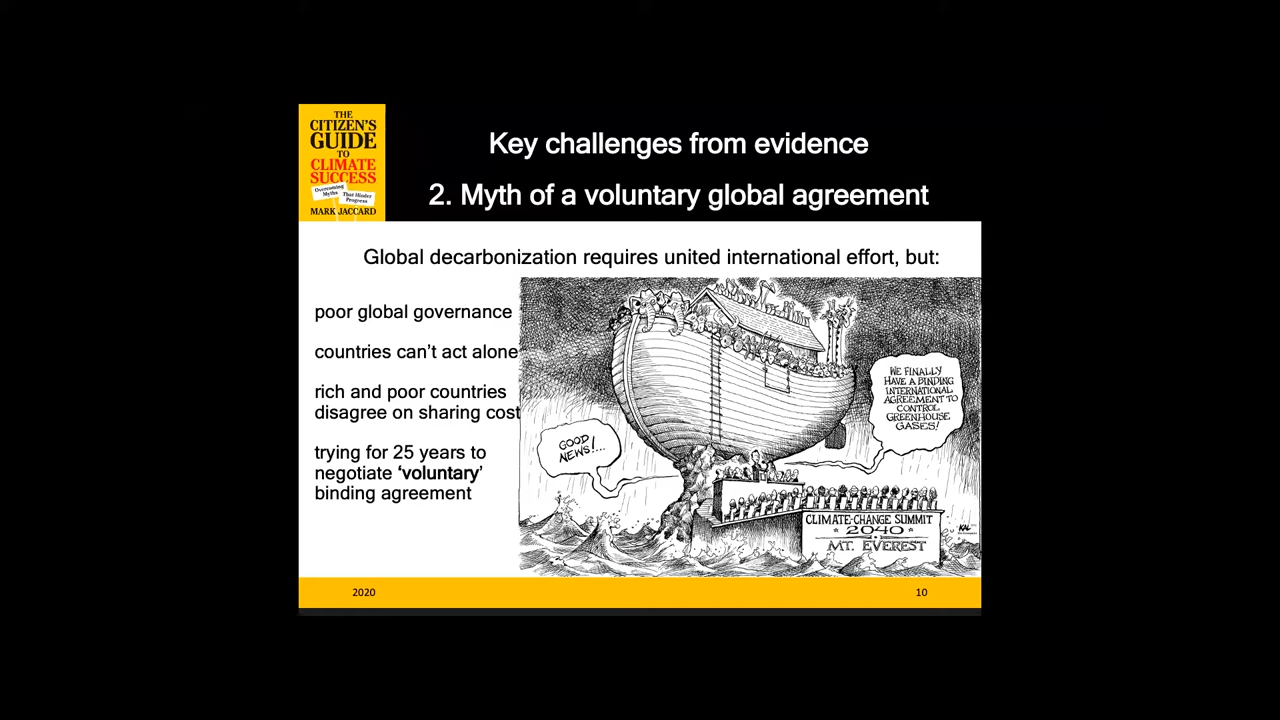 THE
CITIZEN'S
GUIDE
TO
CLIMATE
SUCCESS
Overcoming
Myths
That Hinder
Progress
MARK JACCARD
Key challenges from evidence
2. Myth of a voluntary global agreement
Global decarbonization requires united international effort, but:
poor global governance
countries can't act alone
rich and poor countries
disagree on sharing cost
trying for 25 years to
negotiate 'voluntary'
binding agreement
GOOD
NEWS!...
WE FINALLY
HAVE A BINDING
INTERNATIONAL
AGREEMENT TO
CONTROL
GREENHOUSE
GASES!
CLIMATE-CHANGE SUMMIT
* 2040 *
MT. EVEREST
KAL
2020
10